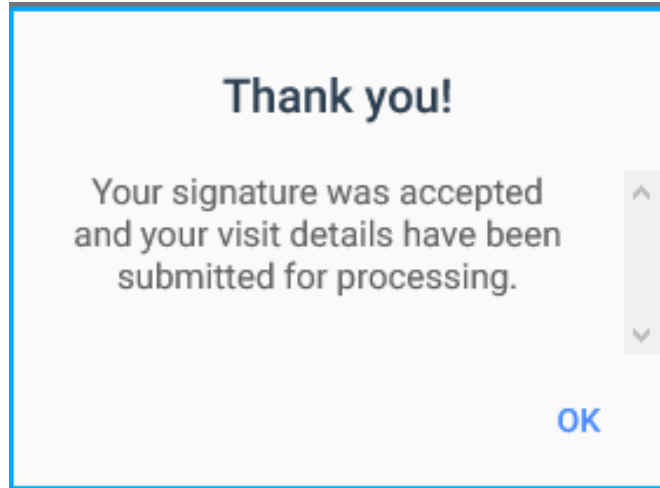 Thank you!
Your signature was accepted
and your visit details have been
submitted for processing.
OK